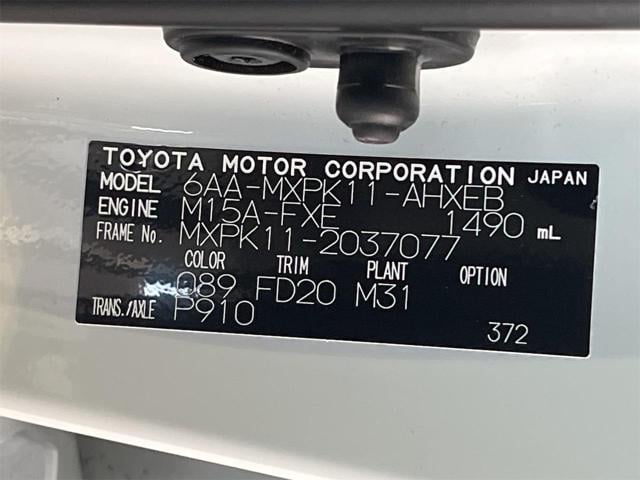 TOYOTA MOTOR CORPORATION JAPAN
MODEL 6AA-MXPK11-AHXEB
ENGINE M15A-FXE 1490 mL
FRAME No. MXPK11-2037077
COLOR TRIM PLANT OPTION
089 FD20 M31
TRANS./AXLE P910
372